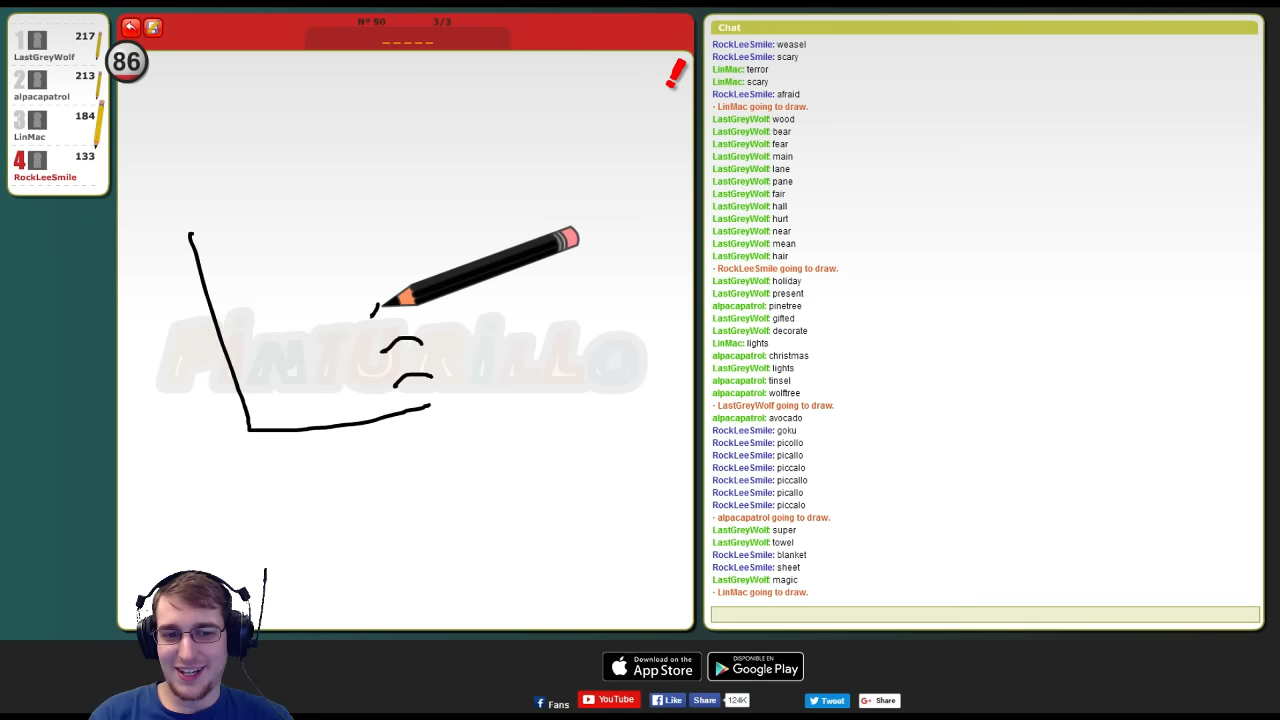 Nº 90 3/3
_ _ _ _ _
86
1 217
LastGreyWolf
2 213
alpacapatrol
3 184
LinMac
4 133
RockLeeSmile
PINTURILLO
Chat
RockLeeSmile: weasel
RockLeeSmile: scary
LinMac: terror
LinMac: scary
RockLeeSmile: afraid
- LinMac going to draw.
LastGreyWolf: wood
LastGreyWolf: bear
LastGreyWolf: fear
LastGreyWolf: main
LastGreyWolf: lane
LastGreyWolf: pane
LastGreyWolf: fair
LastGreyWolf: hall
LastGreyWolf: hurt
LastGreyWolf: near
LastGreyWolf: mean
LastGreyWolf: hair
- RockLeeSmile going to draw.
LastGreyWolf: holiday
LastGreyWolf: present
alpacapatrol: pinetree
LastGreyWolf: gifted
LastGreyWolf: decorate
LinMac: lights
alpacapatrol: christmas
LastGreyWolf: lights
alpacapatrol: tinsel
alpacapatrol: wolftree
- LastGreyWolf going to draw.
alpacapatrol: avocado
RockLeeSmile: goku
RockLeeSmile: picollo
RockLeeSmile: picallo
RockLeeSmile: piccalo
RockLeeSmile: piccallo
RockLeeSmile: picallo
RockLeeSmile: piccalo
- alpacapatrol going to draw.
LastGreyWolf: super
LastGreyWolf: towel
RockLeeSmile: blanket
RockLeeSmile: sheet
LastGreyWolf: magic
- LinMac going to draw.
Download on the
App Store
DISPONIBLE EN
Google Play
Fans YouTube Like Share 124K Tweet Share